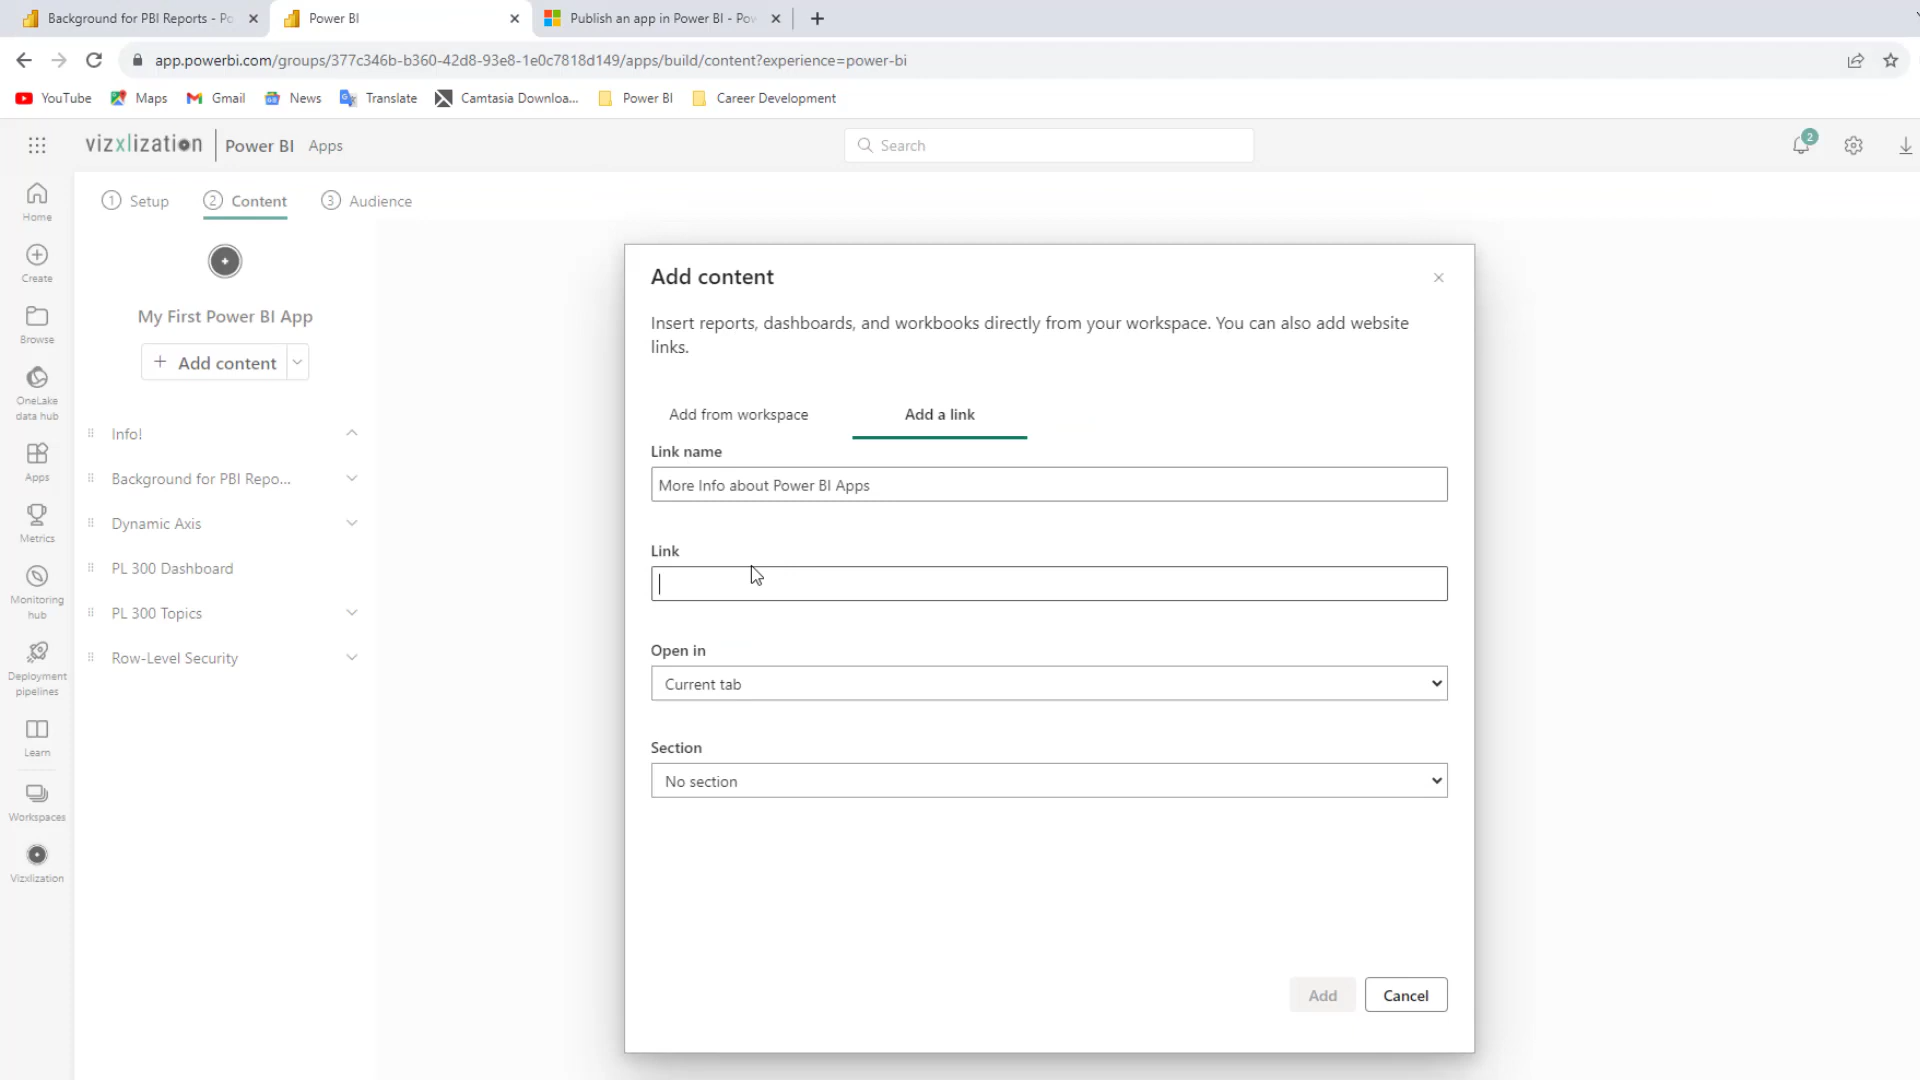 Background for PBI Reports - Po
Power BI
Publish an app in Power BI - Pow
app.powerbi.com/groups/377c346b-b360-42d8-93e8-1e0c7818d149/apps/build/content?experience=power-bi
YouTube Maps Gmail News Translate Camtasia Downloa... Power BI Career Development
vizxlization Power BI Apps
Search
2
1 Setup 2 Content 3 Audience
Home
Create
Browse
OneLake
data hub
Apps
Metrics
Monitoring
hub
Deployment
pipelines
Learn
Workspaces
Vizxlization
My First Power BI App
+ Add content
Info!
Background for PBI Repo...
Dynamic Axis
PL 300 Dashboard
PL 300 Topics
Row-Level Security
Add content
Insert reports, dashboards, and workbooks directly from your workspace. You can also add website
links.
Add from workspace Add a link
Link name
More Info about Power BI Apps
Link
Open in
Current tab
Section
No section
Add Cancel